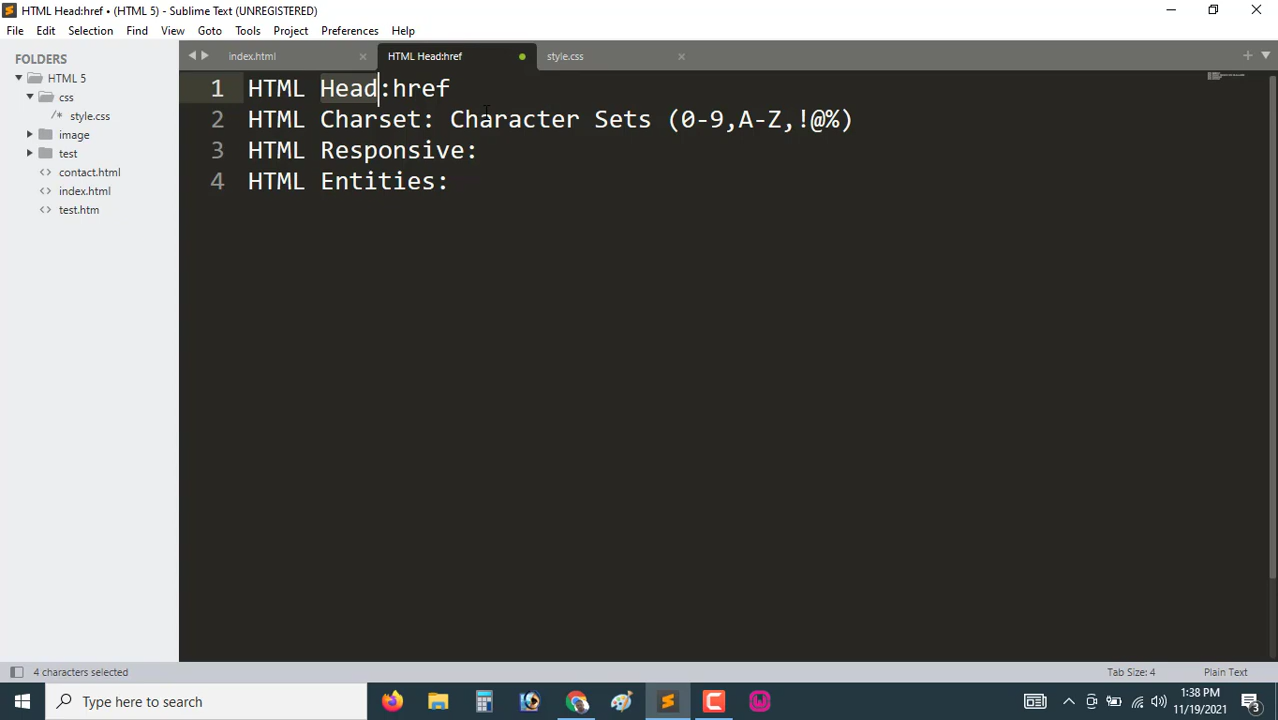 HTML Head:href • (HTML 5) - Sublime Text (UNREGISTERED)
File Edit Selection Find View Goto Tools Project Preferences Help
FOLDERS
HTML 5
css
/* style.css
image
test
<> contact.html
<> index.html
<> test.htm
index.html × HTML Head:href style.css ×
1 HTML Head:href
2 HTML Charset: Character Sets (0-9,A-Z,!@%)
3 HTML Responsive:
4 HTML Entities:
4 characters selected
Tab Size: 4 Plain Text
Type here to search
1:38 PM
11/19/2021
3